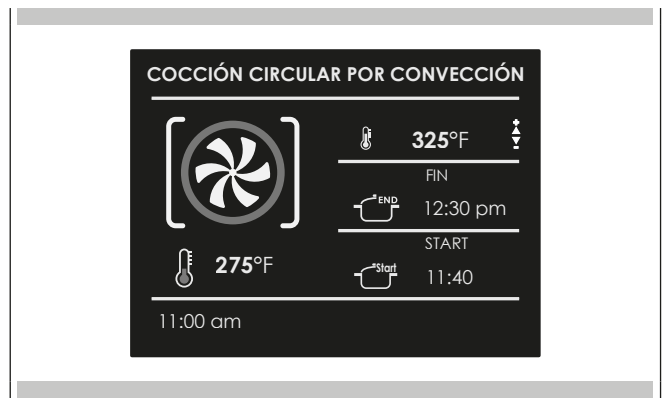 COCCIÓN CIRCULAR POR CONVECCIÓN
325°F
FIN
END
12:30 pm
START
Start
11:40
275°F
11:00 am